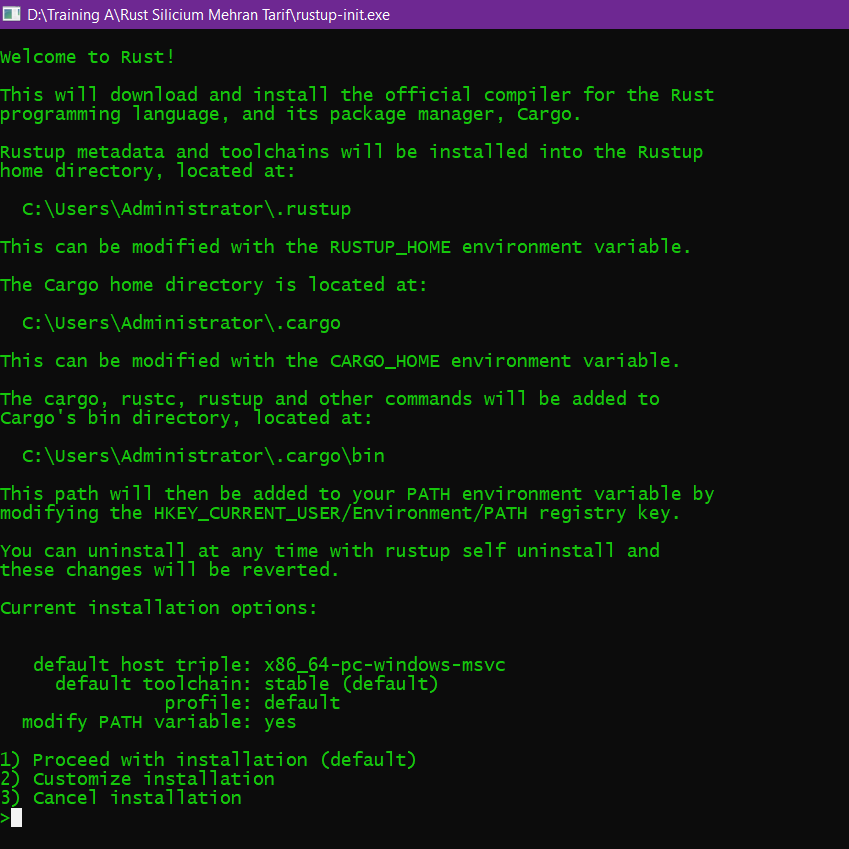 D:\Training A\Rust Silicium Mehran Tarif\rustup-init.exe
Welcome to Rust!
This will download and install the official compiler for the Rust
programming language, and its package manager, Cargo.
Rustup metadata and toolchains will be installed into the Rustup
home directory, located at:
C:\Users\Administrator\.rustup
This can be modified with the RUSTUP_HOME environment variable.
The Cargo home directory is located at:
C:\Users\Administrator\.cargo
This can be modified with the CARGO_HOME environment variable.
The cargo, rustc, rustup and other commands will be added to
Cargo's bin directory, located at:
C:\Users\Administrator\.cargo\bin
This path will then be added to your PATH environment variable by
modifying the HKEY_CURRENT_USER/Environment/PATH registry key.
You can uninstall at any time with rustup self uninstall and
these changes will be reverted.
Current installation options:
default host triple: x86_64-pc-windows-msvc
default toolchain: stable (default)
profile: default
modify PATH variable: yes
1) Proceed with installation (default)
2) Customize installation
3) Cancel installation
>